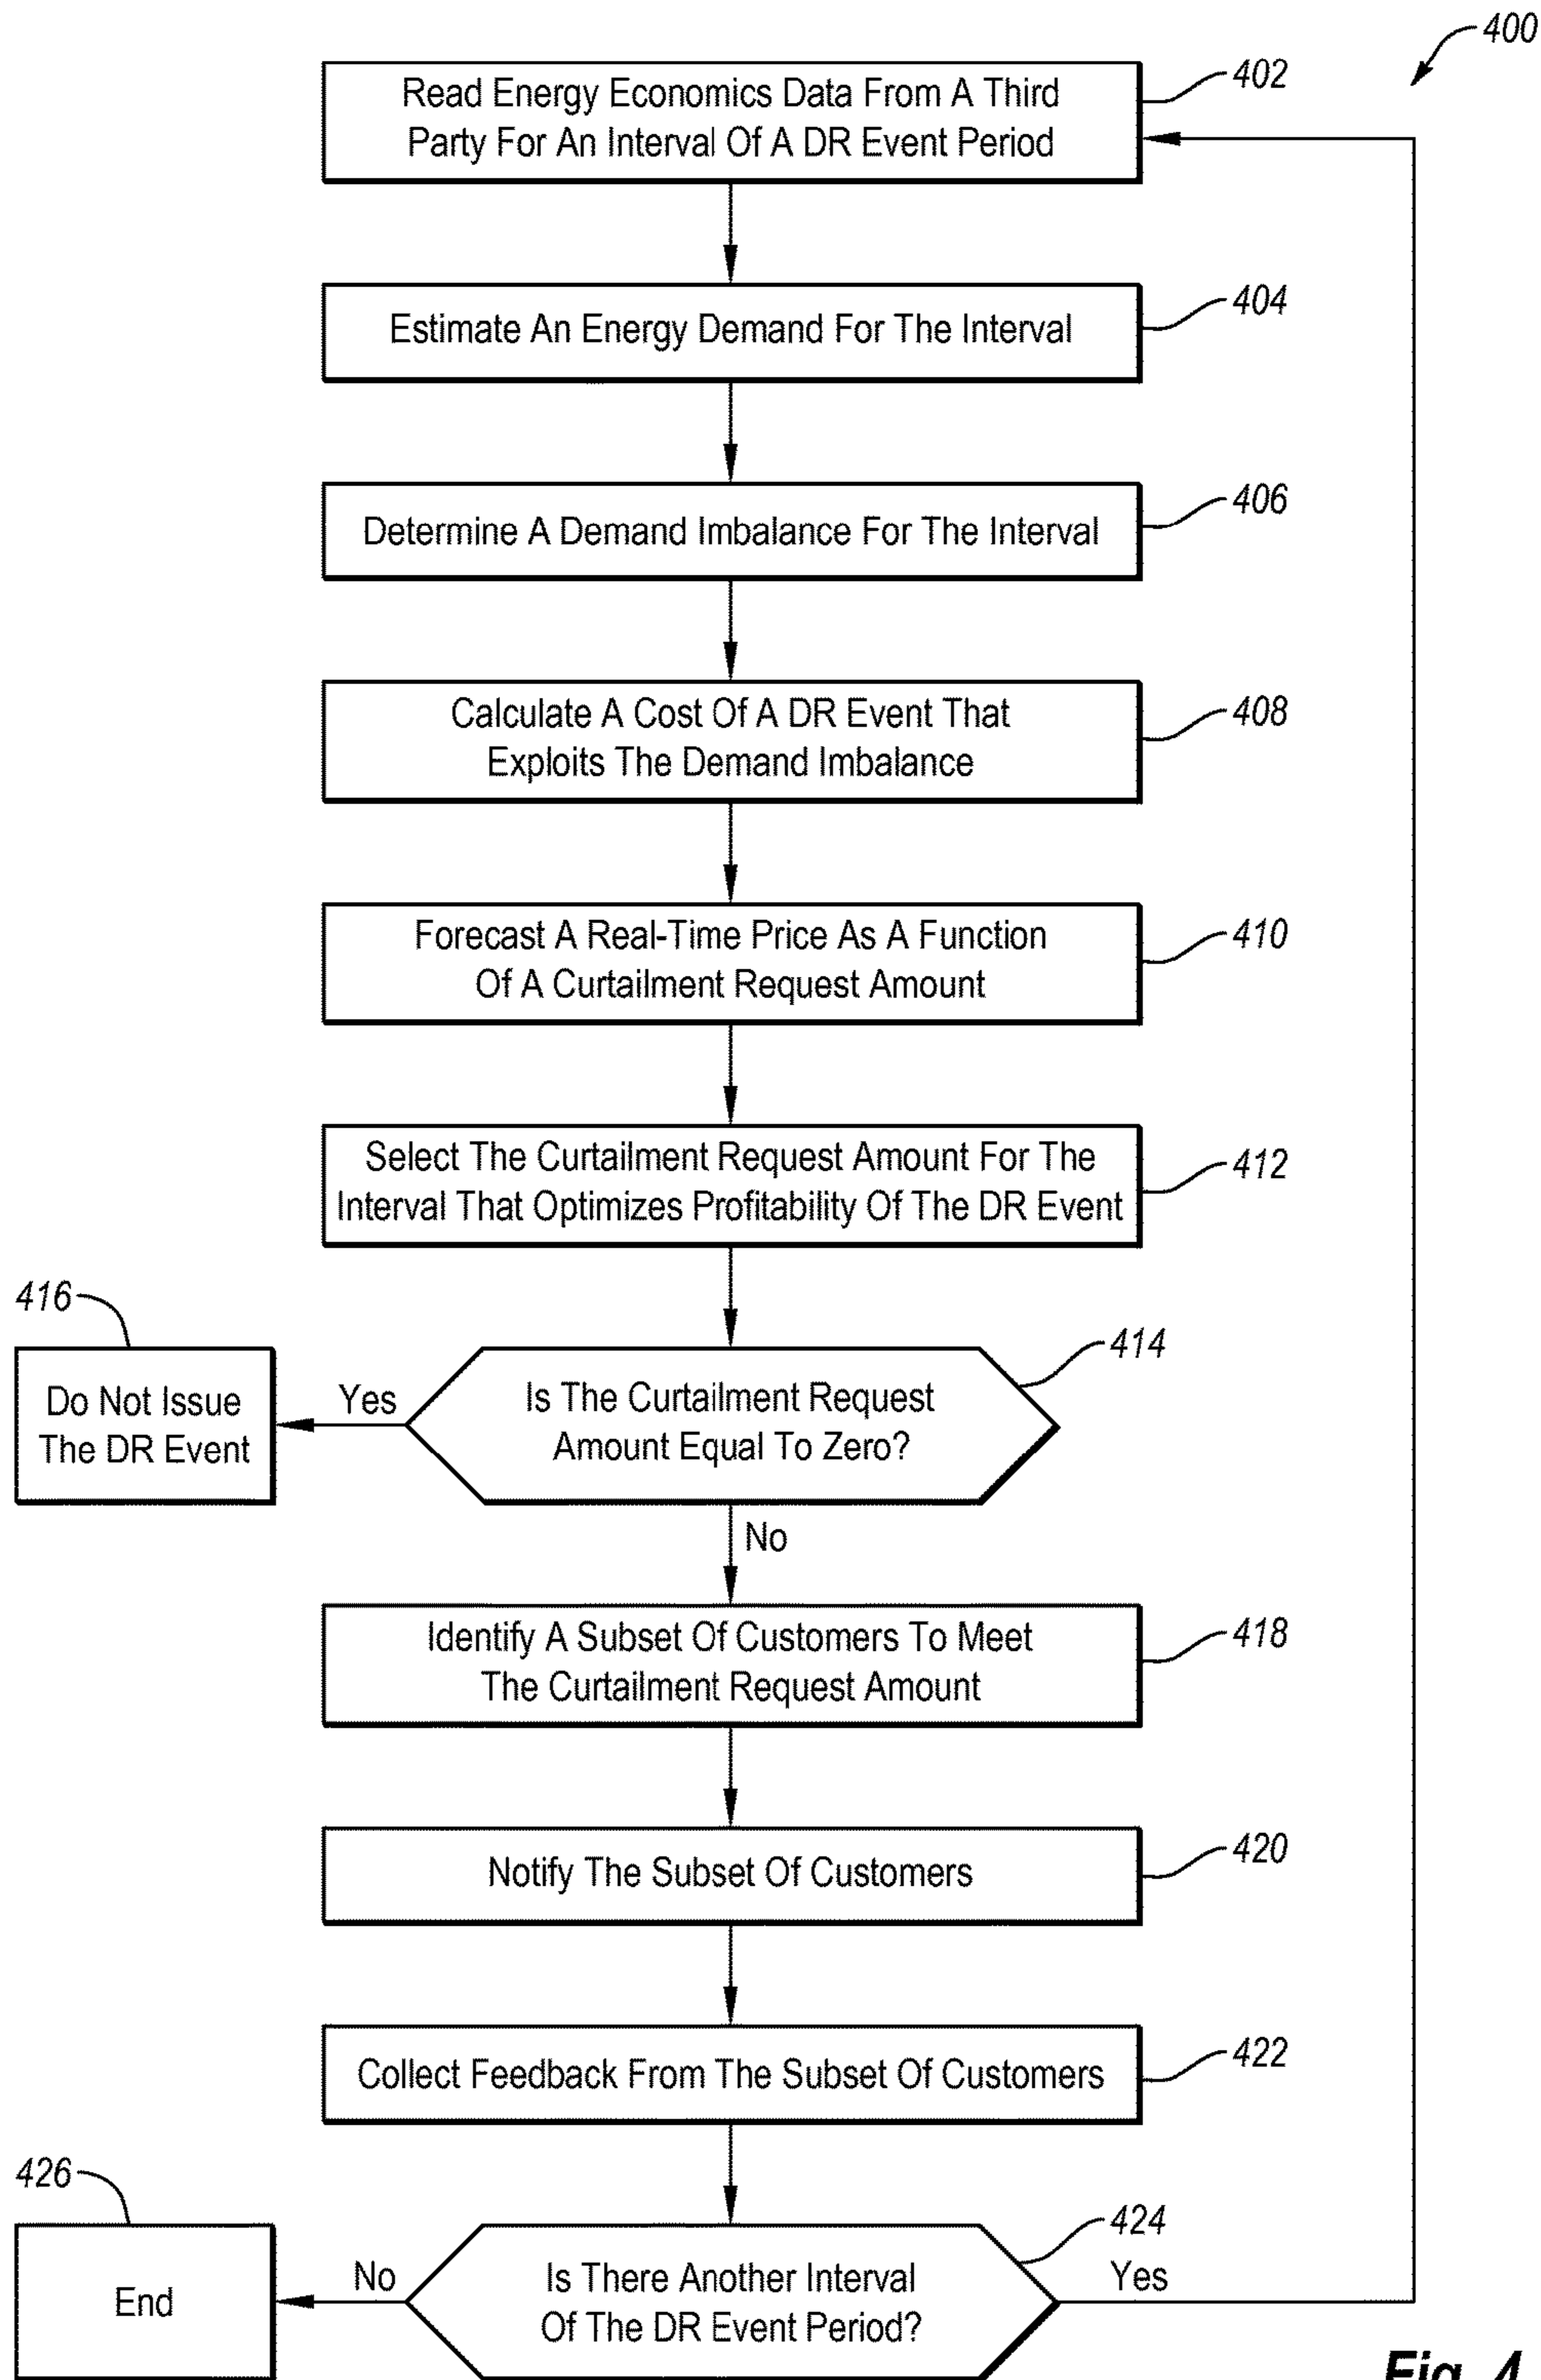 400
Read Energy Economics Data From A Third
Party For An Interval Of A DR Event Period
402
Estimate An Energy Demand For The Interval
404
Determine A Demand Imbalance For The Interval
406
Calculate A Cost Of A DR Event That
Exploits The Demand Imbalance
408
Forecast A Real-Time Price As A Function
Of A Curtailment Request Amount
410
Select The Curtailment Request Amount For The
Interval That Optimizes Profitability Of The DR Event
412
416
Do Not Issue
The DR Event
Yes
Is The Curtailment Request
Amount Equal To Zero?
414
No
Identify A Subset Of Customers To Meet
The Curtailment Request Amount
418
Notify The Subset Of Customers
420
Collect Feedback From The Subset Of Customers
422
426
End
No
Is There Another Interval
Of The DR Event Period?
424
Yes
Fig. 4